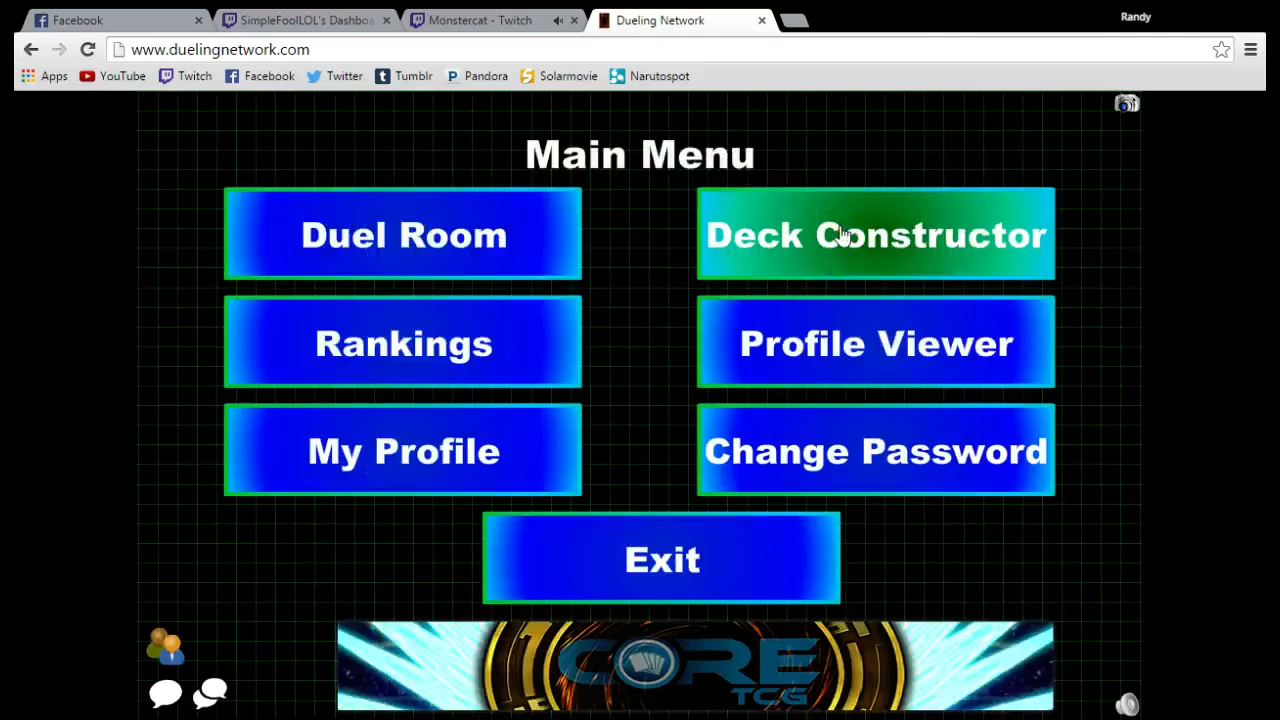 Facebook
SimpleFoolLOL's Dashboa
Monstercat - Twitch
Dueling Network
Randy
www.duelingnetwork.com
Apps YouTube Twitch Facebook Twitter Tumblr Pandora Solarmovie Narutospot
Main Menu
Duel Room
Deck Constructor
Rankings
Profile Viewer
My Profile
Change Password
Exit
CORE
TCG